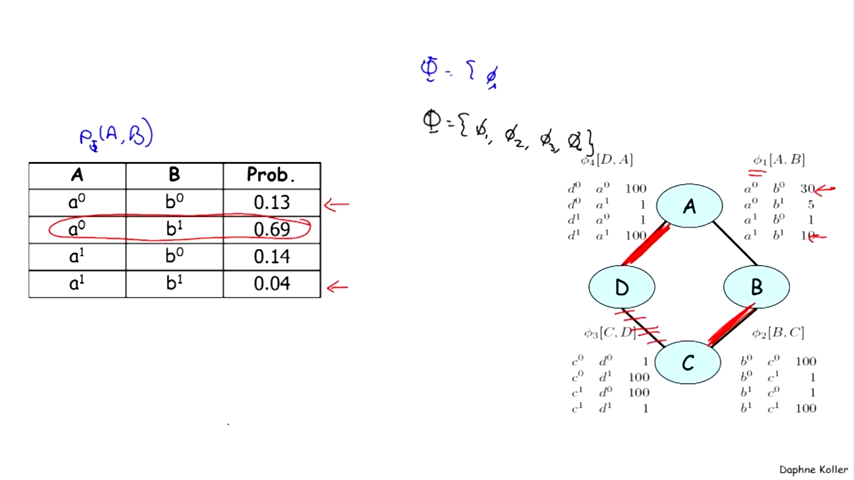 Φ = { ϕ₁
Φ = { ϕ₁, ϕ₂, ϕ₃, ϕ₄ }
P_Φ(A, B)
A B Prob.
a⁰ b⁰ 0.13
a⁰ b¹ 0.69
a¹ b⁰ 0.14
a¹ b¹ 0.04
ϕ₄[D, A]
d⁰ a⁰ 100
d⁰ a¹ 1
d¹ a⁰ 1
d¹ a¹ 100
ϕ₁[A, B]
a⁰ b⁰ 30
a⁰ b¹ 5
a¹ b⁰ 1
a¹ b¹ 10
A
D
B
C
ϕ₃[C, D]
c⁰ d⁰ 1
c⁰ d¹ 100
c¹ d⁰ 100
c¹ d¹ 1
ϕ₂[B, C]
b⁰ c⁰ 100
b⁰ c¹ 1
b¹ c⁰ 1
b¹ c¹ 100
Daphne Koller